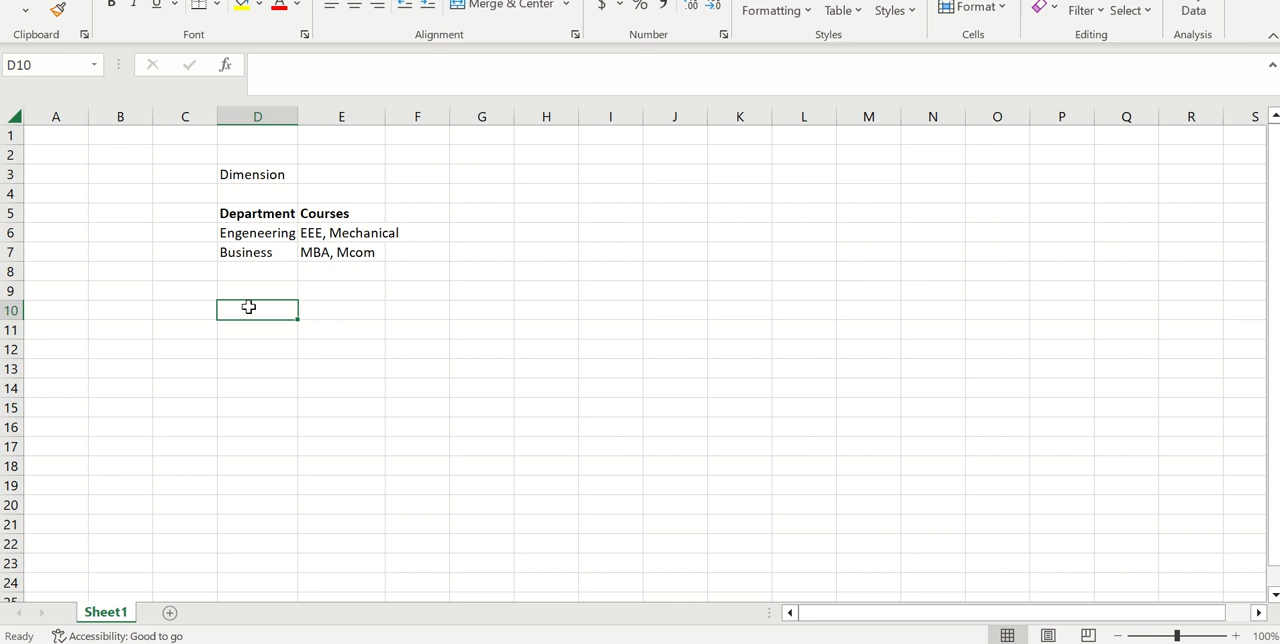 B I U Merge & Center $ % Formatting Table Styles Format Filter Select Data
Clipboard Font Alignment Number Styles Cells Editing Analysis
D10 fx
A B C D E F G H I J K L M N O P Q R S
1
2
3 Dimension
4
5 Department Courses
6 Engeneering EEE, Mechanical
7 Business MBA, Mcom
8
9
10
11
12
13
14
15
16
17
18
19
20
21
22
23
24
Sheet1
Ready Accessibility: Good to go 100%